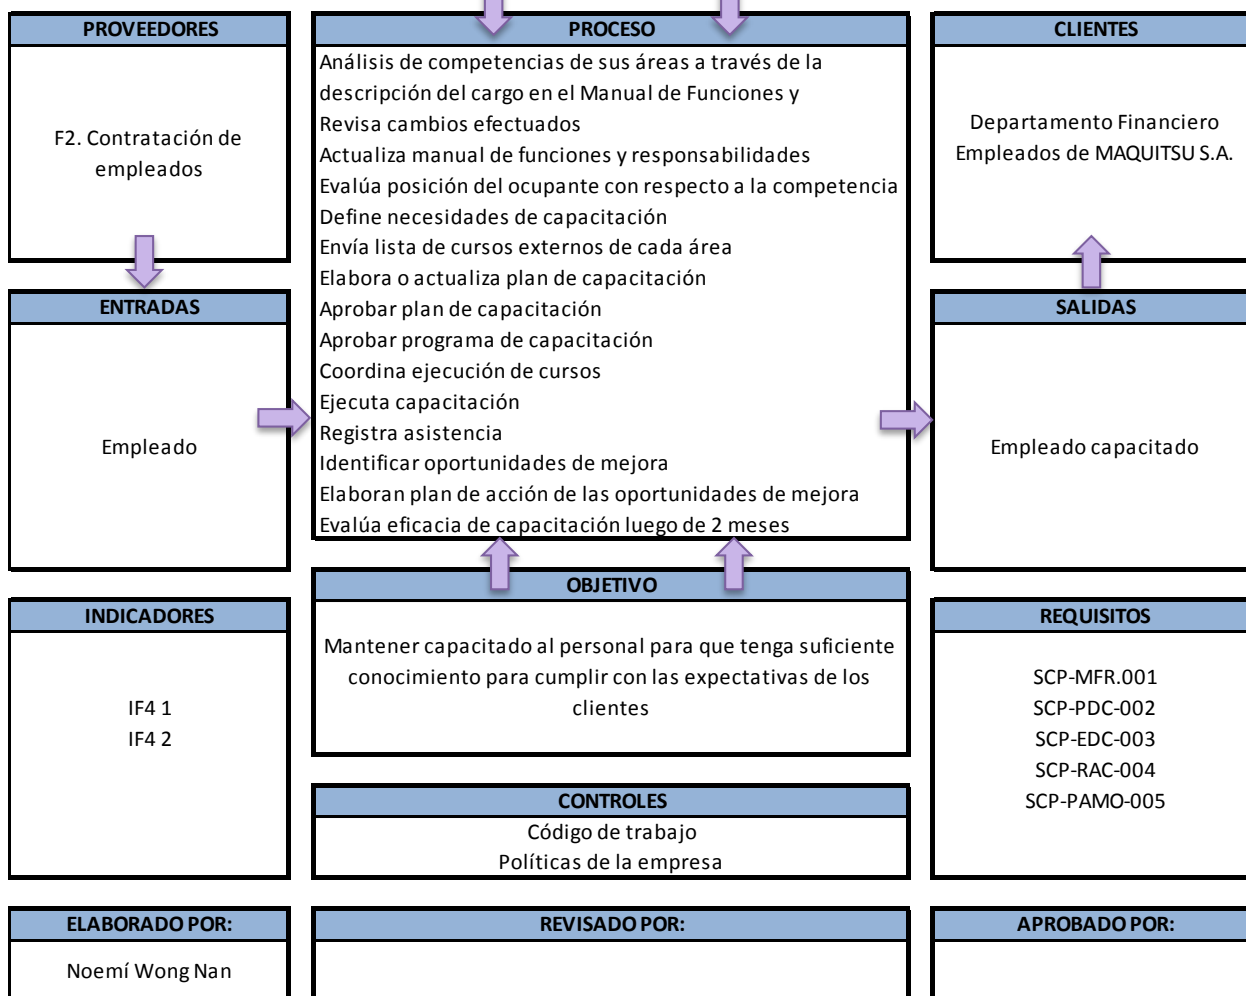 PROVEEDORES
F2. Contratación de
empleados
ENTRADAS
Empleado
PROCESO
Análisis de competencias de sus áreas a través de la
descripción del cargo en el Manual de Funciones y
Revisa cambios efectuados
Actualiza manual de funciones y responsabilidades
Evalúa posición del ocupante con respecto a la competencia
Define necesidades de capacitación
Envía lista de cursos externos de cada área
Elabora o actualiza plan de capacitación
Aprobar plan de capacitación
Aprobar programa de capacitación
Coordina ejecución de cursos
Ejecuta capacitación
Registra asistencia
Identificar oportunidades de mejora
Elaboran plan de acción de las oportunidades de mejora
Evalúa eficacia de capacitación luego de 2 meses
CLIENTES
Departamento Financiero
Empleados de MAQUITSU S.A.
SALIDAS
Empleado capacitado
INDICADORES
IF4 1
IF4 2
OBJETIVO
Mantener capacitado al personal para que tenga suficiente
conocimiento para cumplir con las expectativas de los
clientes
CONTROLES
Código de trabajo
Políticas de la empresa
REQUISITOS
SCP-MFR.001
SCP-PDC-002
SCP-EDC-003
SCP-RAC-004
SCP-PAMO-005
ELABORADO POR:
Noemí Wong Nan
REVISADO POR:
APROBADO POR: